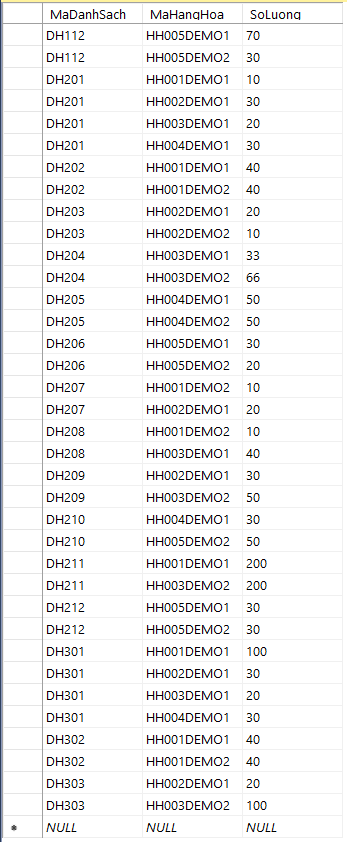 MaDanhSach MaHangHoa SoLuong
DH112 HH005DEMO1 70
DH112 HH005DEMO2 30
DH201 HH001DEMO1 10
DH201 HH002DEMO1 30
DH201 HH003DEMO1 20
DH201 HH004DEMO1 30
DH202 HH001DEMO1 40
DH202 HH001DEMO2 40
DH203 HH002DEMO1 20
DH203 HH002DEMO2 10
DH204 HH003DEMO1 33
DH204 HH003DEMO2 66
DH205 HH004DEMO1 50
DH205 HH004DEMO2 50
DH206 HH005DEMO1 30
DH206 HH005DEMO2 20
DH207 HH001DEMO2 10
DH207 HH002DEMO1 20
DH208 HH001DEMO2 10
DH208 HH003DEMO1 40
DH209 HH002DEMO1 30
DH209 HH003DEMO2 50
DH210 HH004DEMO1 30
DH210 HH005DEMO2 50
DH211 HH001DEMO1 200
DH211 HH003DEMO2 200
DH212 HH005DEMO1 30
DH212 HH005DEMO2 30
DH301 HH001DEMO1 100
DH301 HH002DEMO1 30
DH301 HH003DEMO1 20
DH301 HH004DEMO1 30
DH302 HH001DEMO1 40
DH302 HH001DEMO2 40
DH303 HH002DEMO1 20
DH303 HH003DEMO2 100
NULL NULL NULL